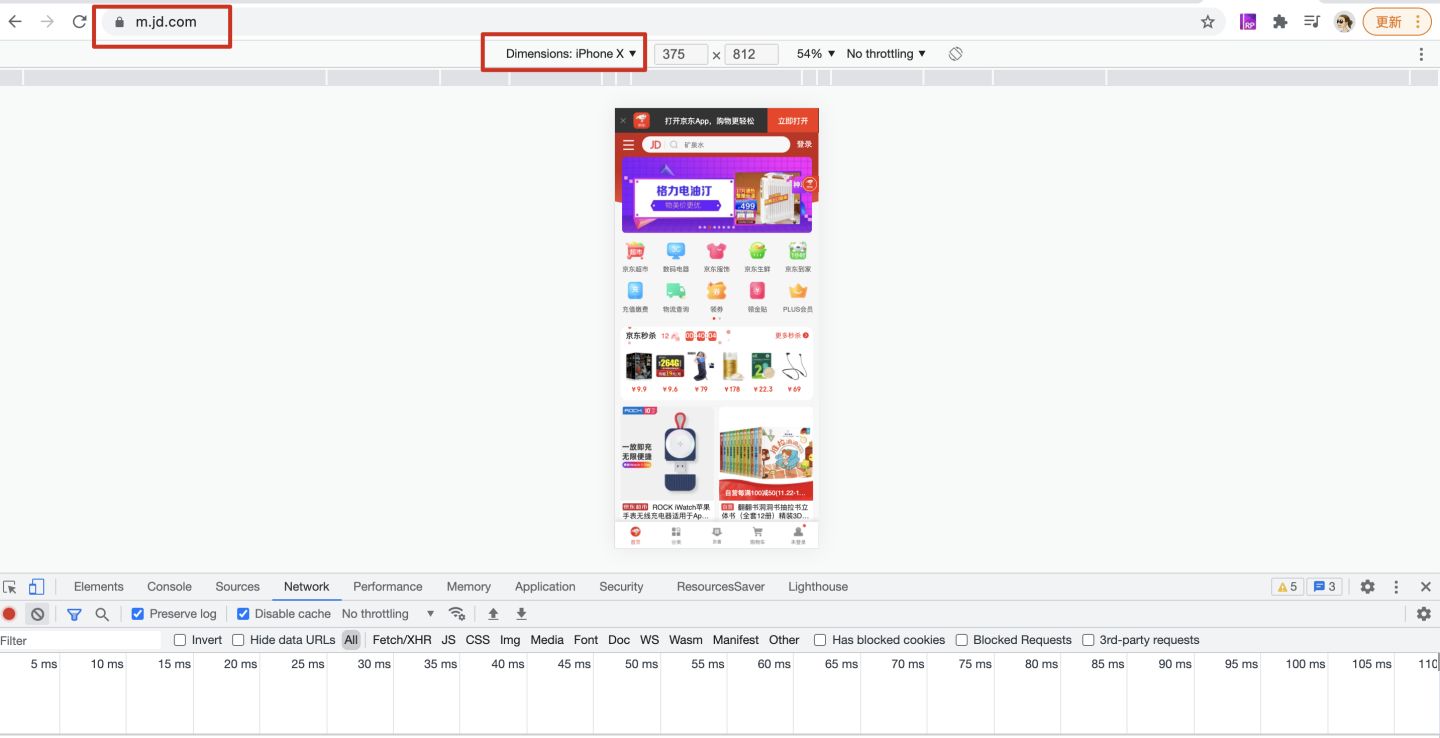 m.jd.com
更新
Dimensions: iPhone X ▼ 375 × 812 54% ▼ No throttling ▼
× 打开京东App，购物更轻松 立即打开
JD 矿泉水 登录
格力电油汀
物美价更优
499
京东超市 数码电器 京东服饰 京东生鲜 京东到家
充值缴费 物流查询 领券 领金贴 PLUS会员
京东秒杀 12点 00:40:04 更多秒杀
264G
¥9.9 ¥9.6 ¥79 ¥178 ¥22.3 ¥69
ROCK
一放即充
无限便捷
自营每满100减50(11.22-1...
京东超市 ROCK iWatch苹果
手表无线充电器适用于Ap...
自营 翻翻书洞洞书抽拉书立
体书（全套12册）精装3D...
首页 分类 购物车 未登录
Elements Console Sources Network Performance Memory Application Security ResourcesSaver Lighthouse 5 3
Preserve log Disable cache No throttling ▼
Filter Invert Hide data URLs All Fetch/XHR JS CSS Img Media Font Doc WS Wasm Manifest Other Has blocked cookies Blocked Requests 3rd-party requests
5 ms 10 ms 15 ms 20 ms 25 ms 30 ms 35 ms 40 ms 45 ms 50 ms 55 ms 60 ms 65 ms 70 ms 75 ms 80 ms 85 ms 90 ms 95 ms 100 ms 105 ms 110